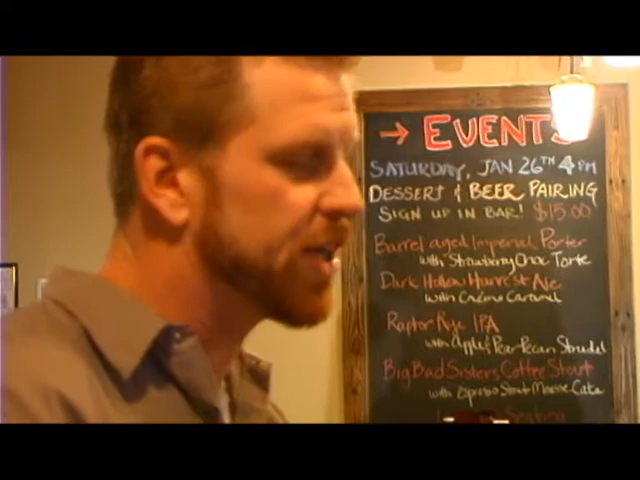 → EVENTS
SATURDAY, JAN 26TH 4PM
DESSERT & BEER PAIRING
SIGN UP IN BAR! $15.00
Barrel aged Imperial Porter
with Strawberry Choc Torte
Dark Hollow Harvest Ale
with Creme Caramel
Raptor Rye IPA
with Apple & Pear Pecan Streudel
Big Bad Sisters Coffee Stout
with Espresso Stout Mousse Cake